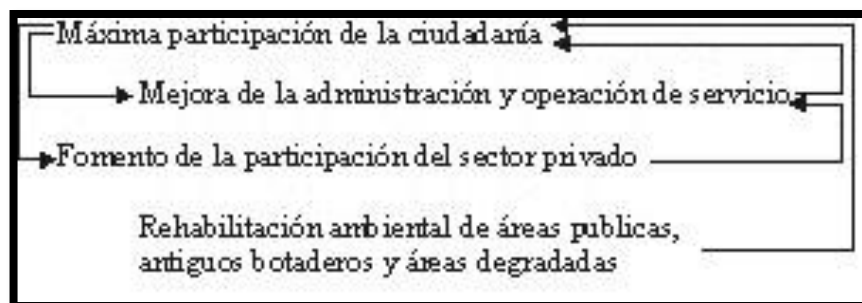 Máxima participación de la ciudadanía
Mejora de la administración y operación de servicio
Fomento de la participación del sector privado
Rehabilitación ambiental de áreas publicas,
antiguos botaderos y áreas degradadas